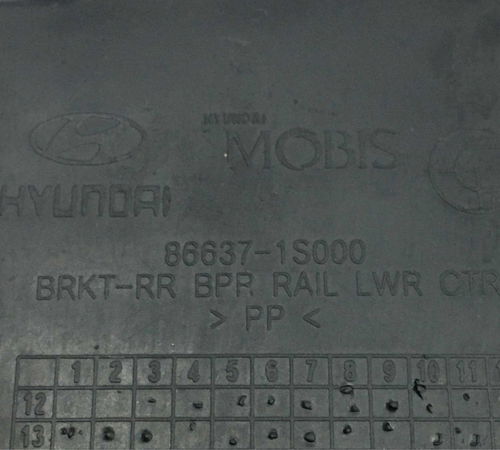 HYUNDAI
MOBIS
HYUNDAI
86637-1S000
BRKT-RR BPR RAIL LWR CTR
> PP <
1 2 3 4 5 6 7 8 9 10 11
12
13